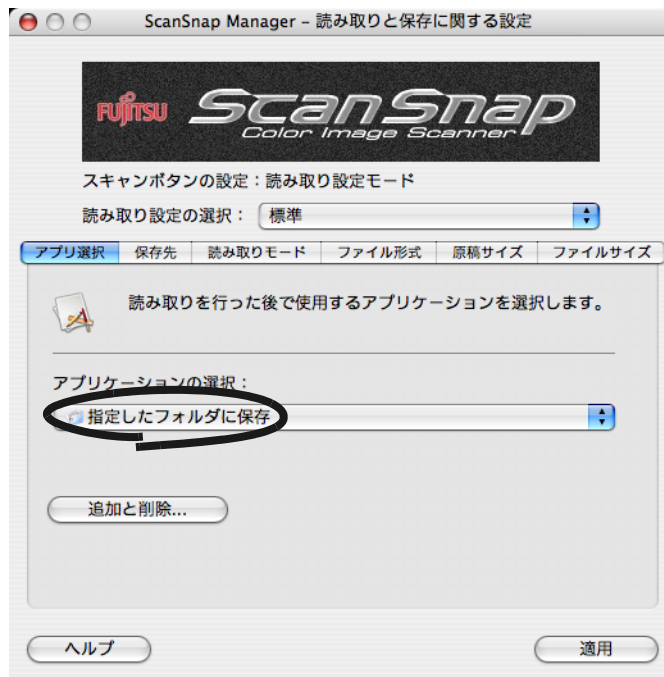 ScanSnap Manager – 読み取りと保存に関する設定
FUJITSU ScanSnap
Color Image Scanner
スキャンボタンの設定：読み取り設定モード
読み取り設定の選択： 標準
アプリ選択 保存先 読み取りモード ファイル形式 原稿サイズ ファイルサイズ
読み取りを行った後で使用するアプリケーションを選択します。
アプリケーションの選択：
指定したフォルダに保存
追加と削除...
ヘルプ 適用